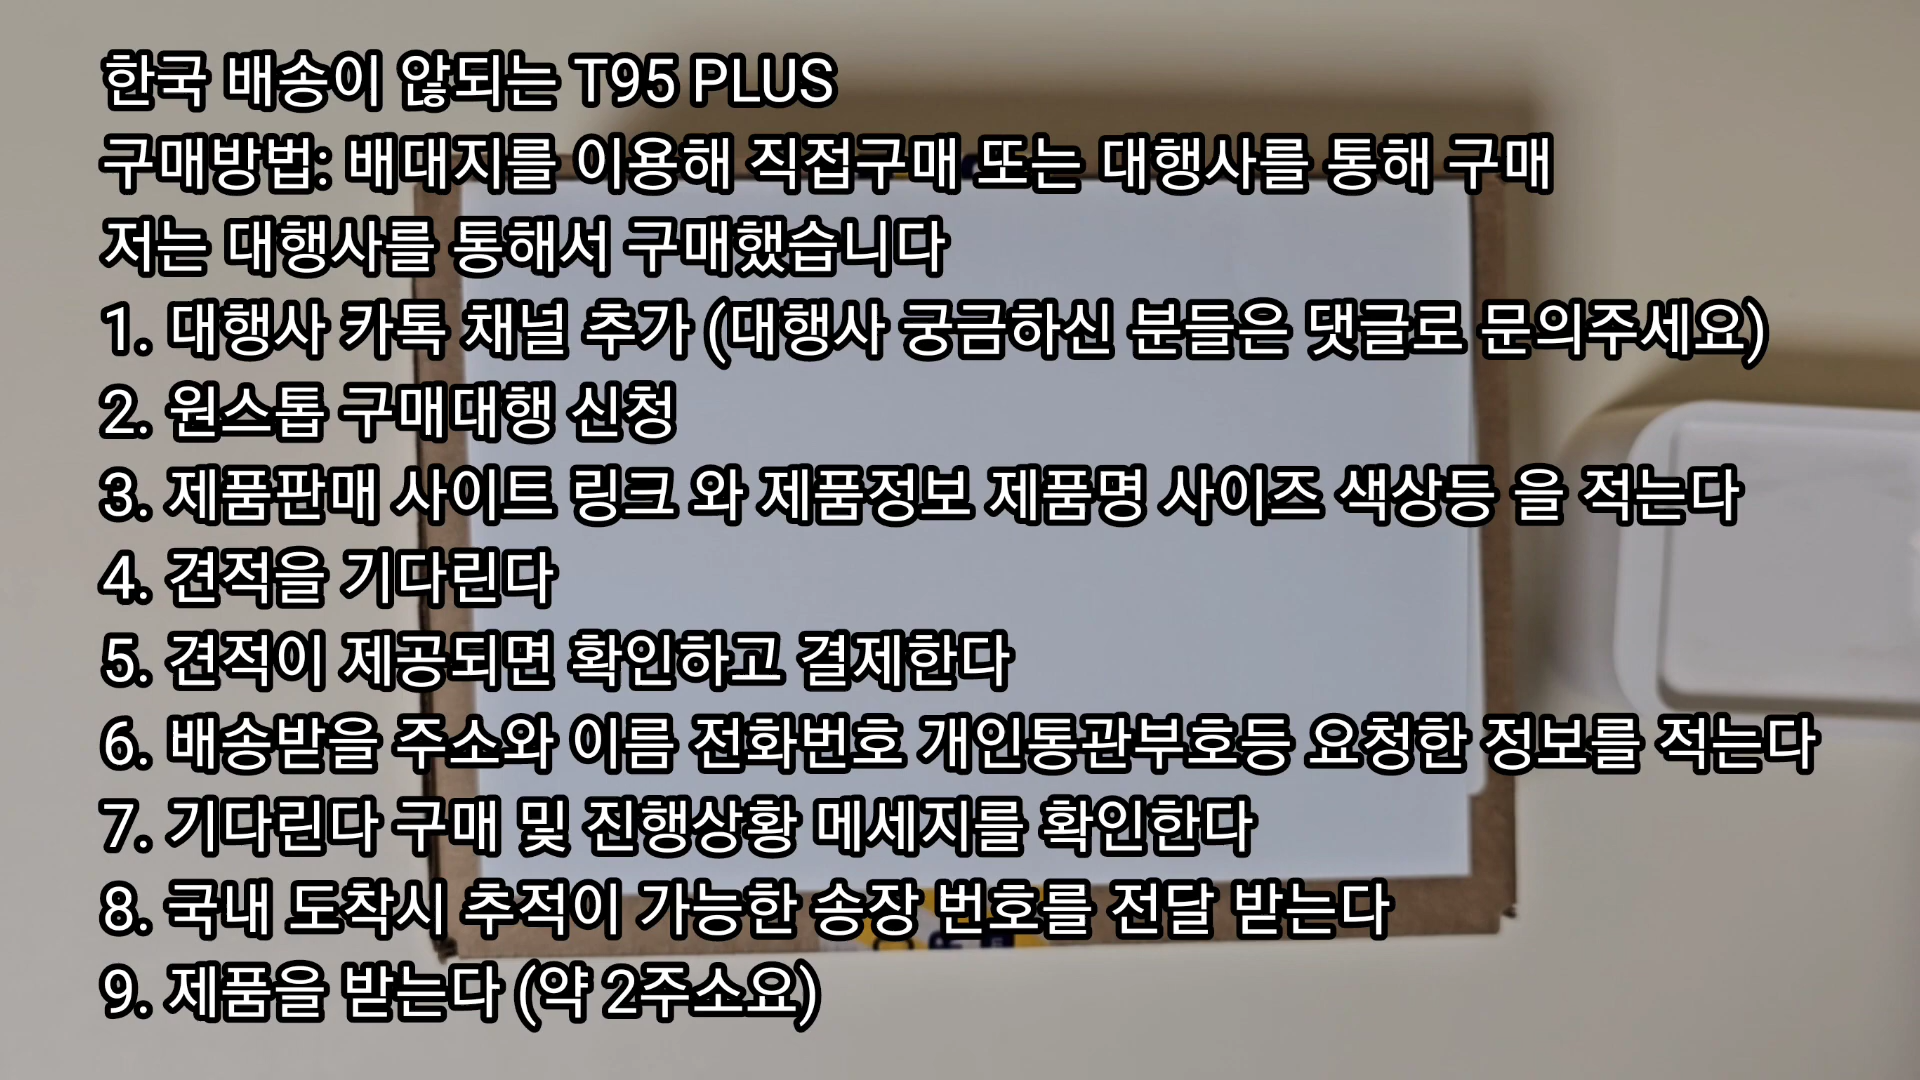 한국 배송이 않되는 T95 PLUS
구매방법: 배대지를 이용해 직접구매 또는 대행사를 통해 구매
저는 대행사를 통해서 구매했습니다
1. 대행사 카톡 채널 추가 (대행사 궁금하신 분들은 댓글로 문의주세요)
2. 원스톱 구매대행 신청
3. 제품판매 사이트 링크 와 제품정보 제품명 사이즈 색상등 을 적는다
4. 견적을 기다린다
5. 견적이 제공되면 확인하고 결제한다
6. 배송받을 주소와 이름 전화번호 개인통관부호등 요청한 정보를 적는다
7. 기다린다 구매 및 진행상황 메세지를 확인한다
8. 국내 도착시 추적이 가능한 송장 번호를 전달 받는다
9. 제품을 받는다 (약 2주소요)